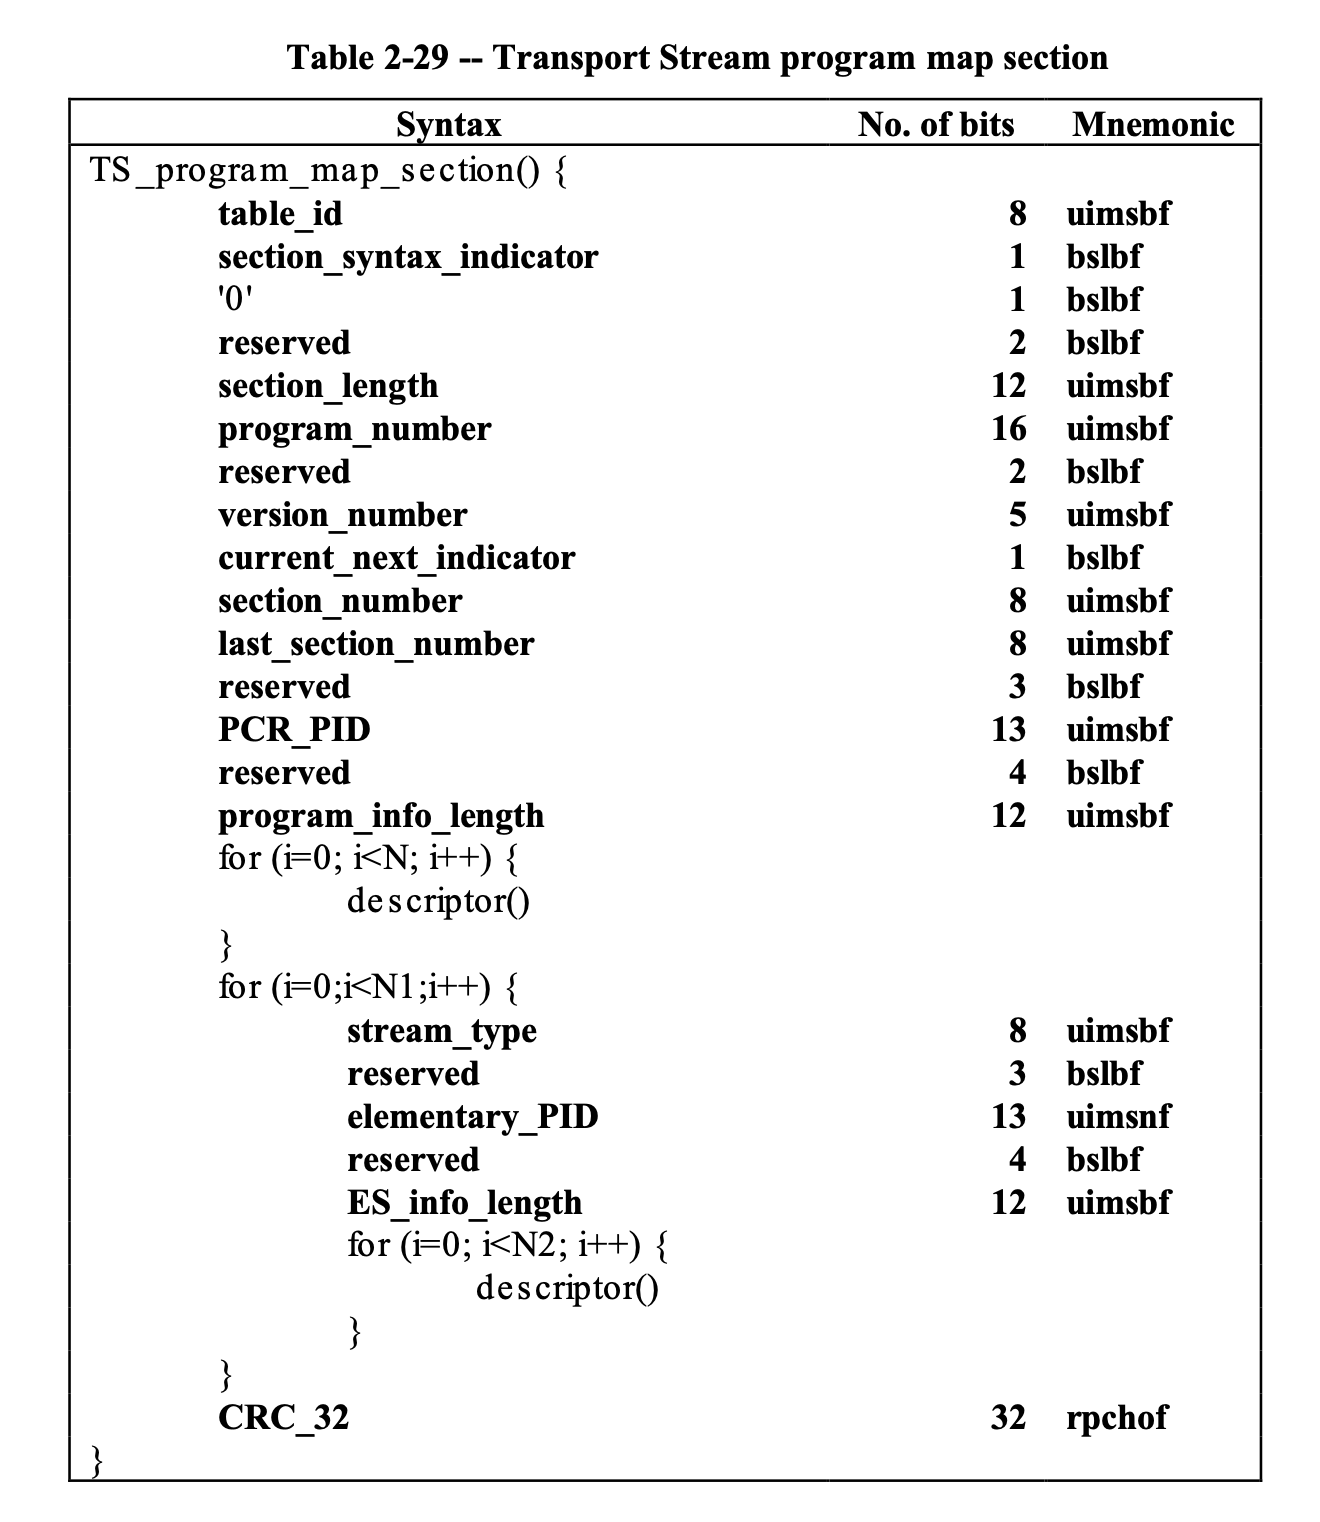 Table 2-29 -- Transport Stream program map section
Syntax No. of bits Mnemonic
TS_program_map_section() {
table_id 8 uimsbf
section_syntax_indicator 1 bslbf
'0' 1 bslbf
reserved 2 bslbf
section_length 12 uimsbf
program_number 16 uimsbf
reserved 2 bslbf
version_number 5 uimsbf
current_next_indicator 1 bslbf
section_number 8 uimsbf
last_section_number 8 uimsbf
reserved 3 bslbf
PCR_PID 13 uimsbf
reserved 4 bslbf
program_info_length 12 uimsbf
for (i=0; i<N; i++) {
descriptor()
}
for (i=0;i<N1;i++) {
stream_type 8 uimsbf
reserved 3 bslbf
elementary_PID 13 uimsnf
reserved 4 bslbf
ES_info_length 12 uimsbf
for (i=0; i<N2; i++) {
descriptor()
}
}
CRC_32 32 rpchof
}